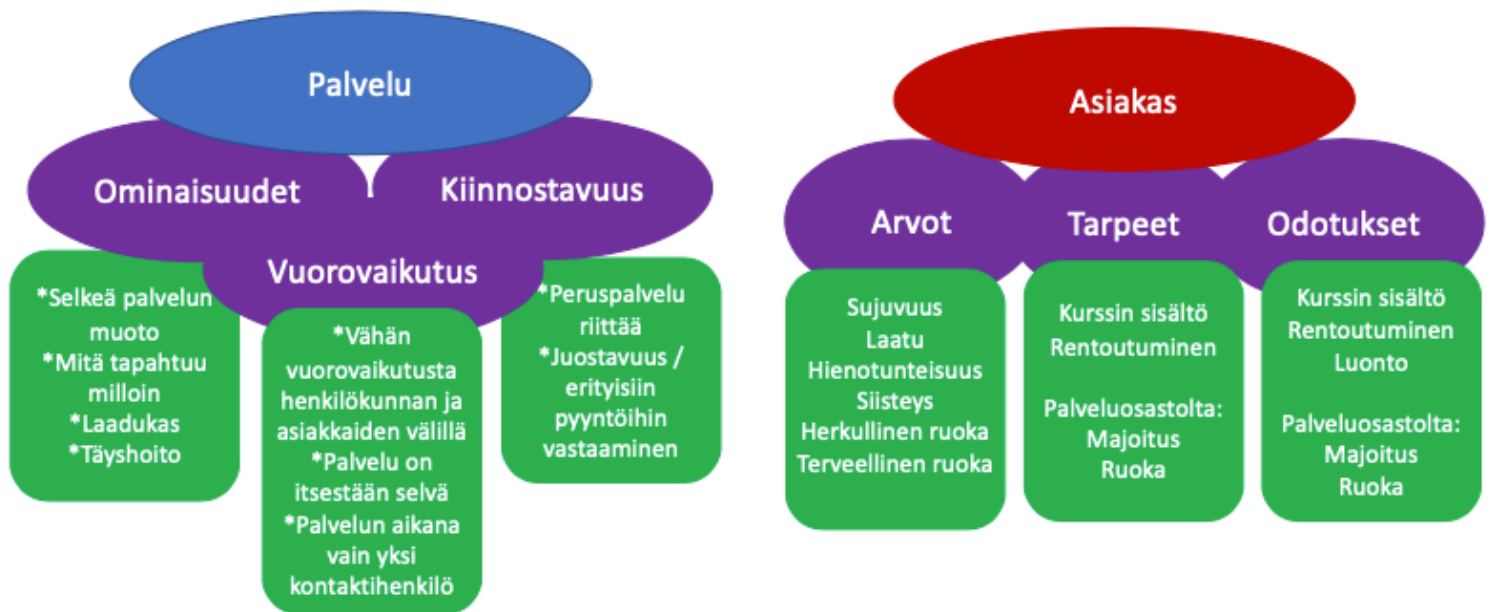 Palvelu
Ominaisuudet
Kiinnostavuus
Vuorovaikutus
*Selkeä palvelun
muoto
*Mitä tapahtuu
milloin
*Laadukas
*Täyshoito
*Vähän
vuorovaikutusta
henkilökunnan ja
asiakkaiden välillä
*Palvelu on
itsestään selvä
*Palvelun aikana
vain yksi
kontaktihenkilö
*Peruspalvelu
riittää
*Juostavuus /
erityisiin
pyyntöihin
vastaaminen
Asiakas
Arvot
Tarpeet
Odotukset
Sujuvuus
Laatu
Hienotunteisuus
Siisteys
Herkullinen ruoka
Terveellinen ruoka
Kurssin sisältö
Rentoutuminen
Palveluosastolta:
Majoitus
Ruoka
Kurssin sisältö
Rentoutuminen
Luonto
Palveluosastolta:
Majoitus
Ruoka